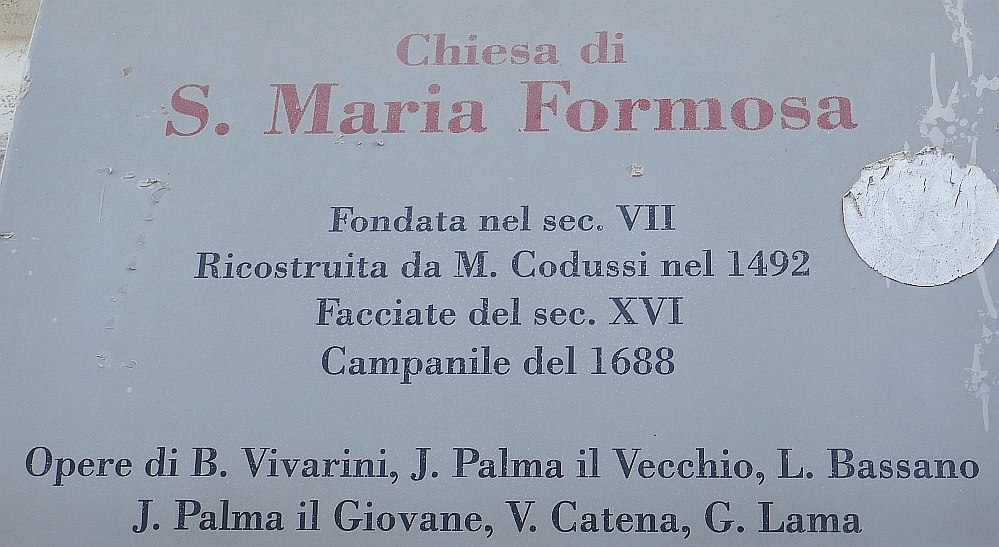 Chiesa di
S. Maria Formosa
Fondata nel sec. VII
Ricostruita da M. Codussi nel 1492
Facciate del sec. XVI
Campanile del 1688
Opere di B. Vivarini, J. Palma il Vecchio, L. Bassano
J. Palma il Giovane, V. Catena, G. Lama